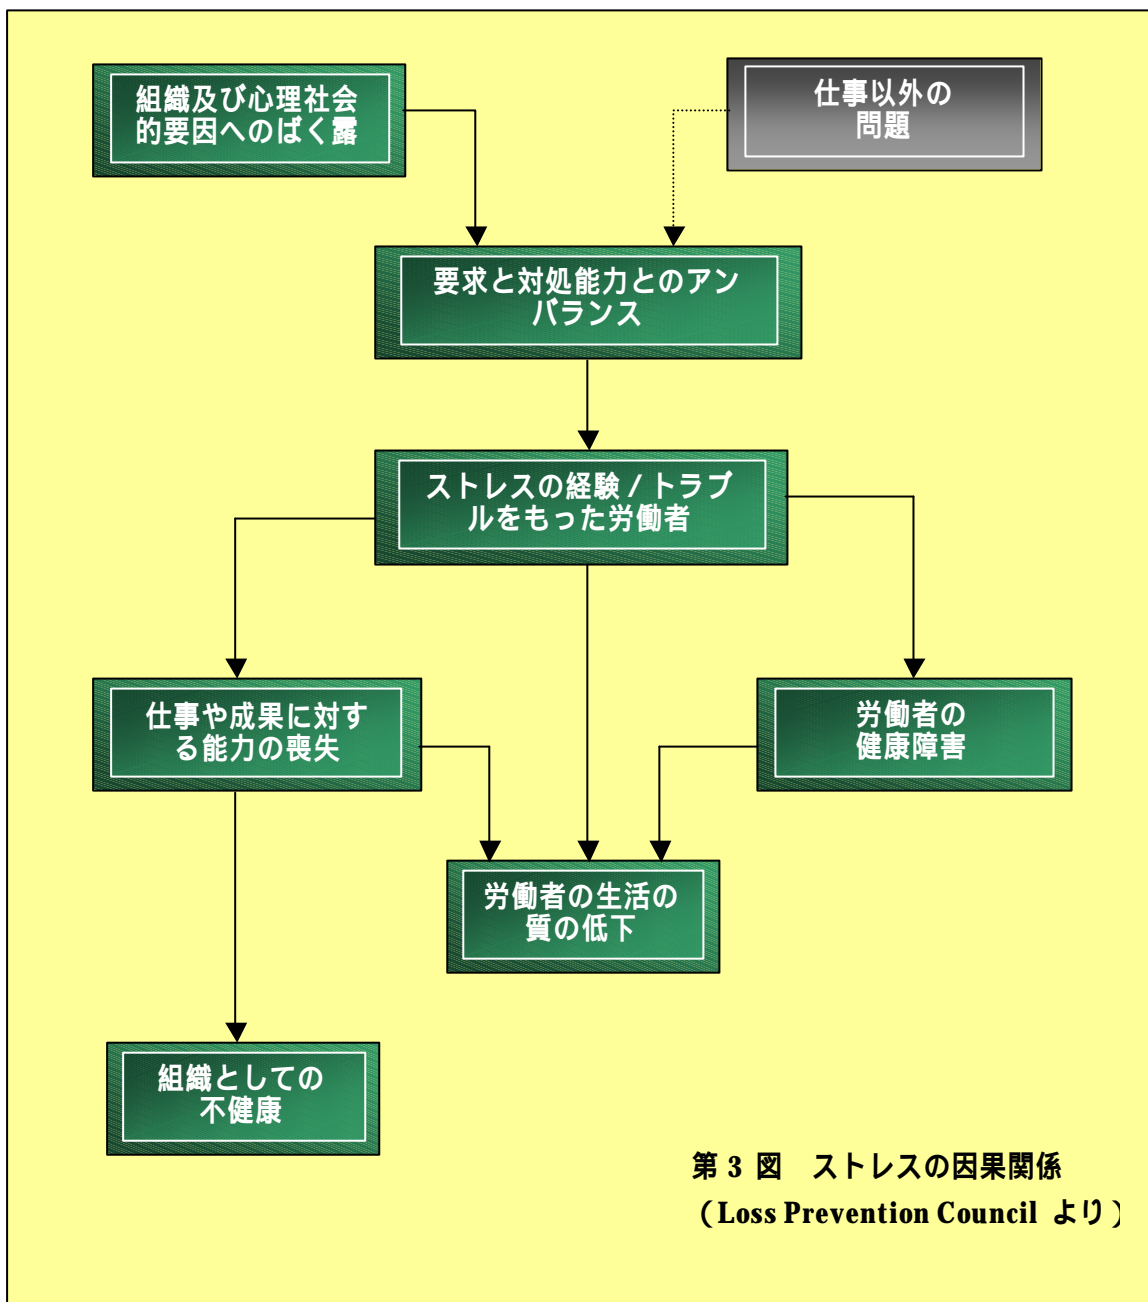 組織及び心理社会
的要因へのばく露
仕事以外の
問題
要求と対処能力とのアン
バランス
ストレスの経験/トラブ
ルをもった労働者
仕事や成果に対す
る能力の喪失
労働者の
健康障害
労働者の生活の
質の低下
組織としての
不健康
第 3 図　ストレスの因果関係
(Loss Prevention Council より)